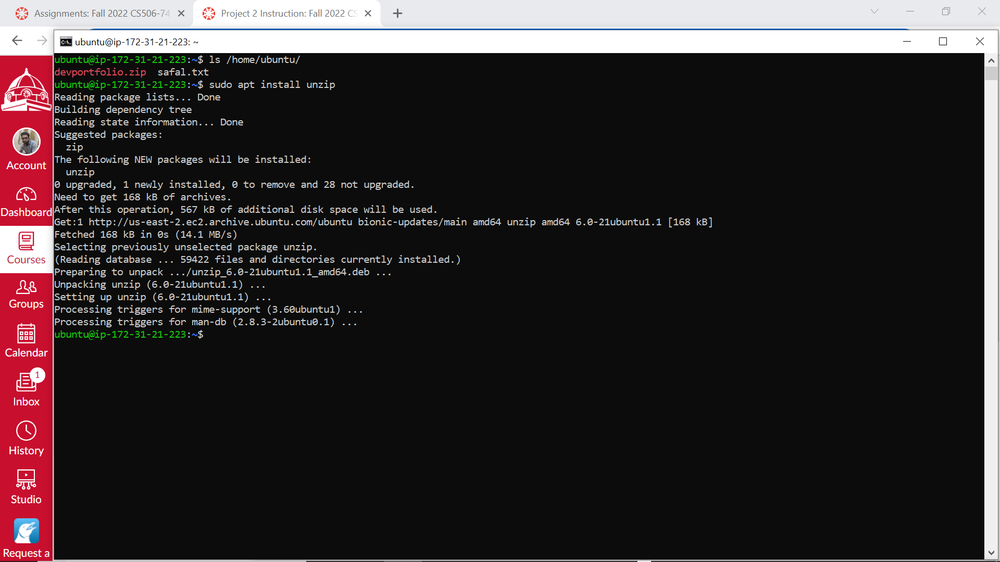 Assignments: Fall 2022 CS506-74
Project 2 Instruction: Fall 2022 CS
ubuntu@ip-172-31-21-223: ~
ubuntu@ip-172-31-21-223:~$ ls /home/ubuntu/
devportfolio.zip  safal.txt
ubuntu@ip-172-31-21-223:~$ sudo apt install unzip
Reading package lists... Done
Building dependency tree
Reading state information... Done
Suggested packages:
  zip
The following NEW packages will be installed:
  unzip
0 upgraded, 1 newly installed, 0 to remove and 28 not upgraded.
Need to get 168 kB of archives.
After this operation, 567 kB of additional disk space will be used.
Get:1 http://us-east-2.ec2.archive.ubuntu.com/ubuntu bionic-updates/main amd64 unzip amd64 6.0-21ubuntu1.1 [168 kB]
Fetched 168 kB in 0s (14.1 MB/s)
Selecting previously unselected package unzip.
(Reading database ... 59422 files and directories currently installed.)
Preparing to unpack .../unzip_6.0-21ubuntu1.1_amd64.deb ...
Unpacking unzip (6.0-21ubuntu1.1) ...
Setting up unzip (6.0-21ubuntu1.1) ...
Processing triggers for mime-support (3.60ubuntu1) ...
Processing triggers for man-db (2.8.3-2ubuntu0.1) ...
ubuntu@ip-172-31-21-223:~$
Account
Dashboard
Courses
Groups
Calendar
1
Inbox
History
Studio
Request a